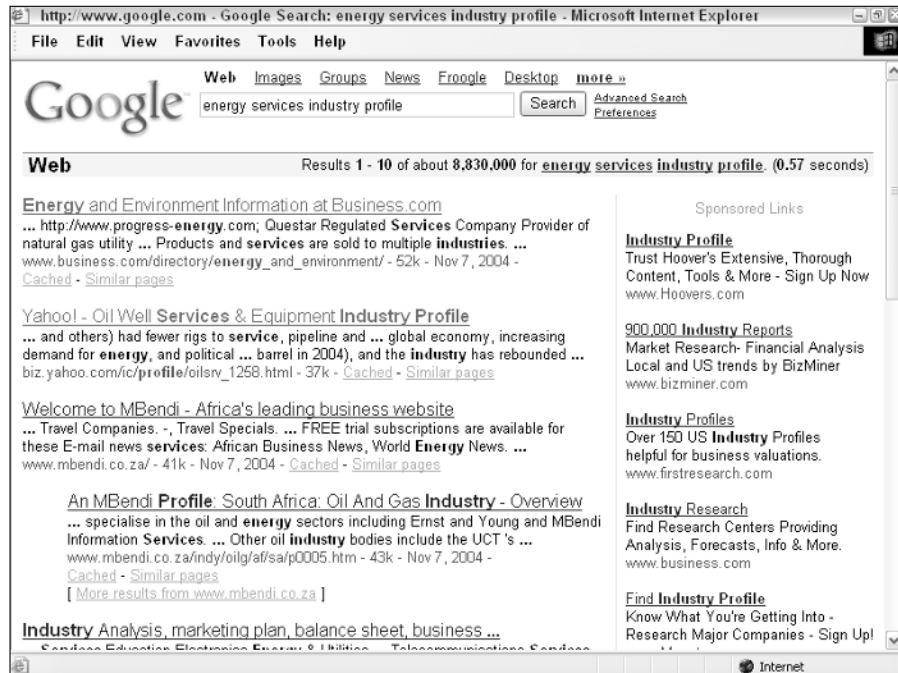 http://www.google.com - Google Search: energy services industry profile - Microsoft Internet Explorer
File Edit View Favorites Tools Help
Google™
Web Images Groups News Froogle Desktop more »
energy services industry profile
Search
Advanced Search
Preferences
Web
Results 1 - 10 of about 8,830,000 for energy services industry profile. (0.57 seconds)
Energy and Environment Information at Business.com
... http://www.progress-energy.com; Questar Regulated Services Company Provider of
natural gas utility ... Products and services are sold to multiple industries. ...
www.business.com/directory/energy_and_environment/ - 52k - Nov 7, 2004 -
Cached - Similar pages
Yahoo! - Oil Well Services & Equipment Industry Profile
... and others) had fewer rigs to service, pipeline and ... global economy, increasing
demand for energy, and political ... barrel in 2004), and the industry has rebounded ...
biz.yahoo.com/ic/profile/oilsrv_1258.html - 37k - Cached - Similar pages
Welcome to MBendi - Africa's leading business website
... Travel Companies. -, Travel Specials. ... FREE trial subscriptions are available for
these E-mail news services: African Business News, World Energy News. ...
www.mbendi.co.za/ - 41k - Nov 7, 2004 - Cached - Similar pages
An MBendi Profile: South Africa: Oil And Gas Industry - Overview
... specialise in the oil and energy sectors including Ernst and Young and MBendi
Information Services. ... Other oil industry bodies include the UCT 's ...
www.mbendi.co.za/indy/oilg/af/sa/p0005.htm - 43k - Nov 7, 2004 -
Cached - Similar pages
[ More results from www.mbendi.co.za ]
Industry Analysis, marketing plan, balance sheet, business ...
Services Education Electronics Energy & Utilities ... Telecommunications Services
Sponsored Links
Industry Profile
Trust Hoover's Extensive, Thorough
Content, Tools & More - Sign Up Now
www.Hoovers.com
900,000 Industry Reports
Market Research- Financial Analysis
Local and US trends by BizMiner
www.bizminer.com
Industry Profiles
Over 150 US Industry Profiles
helpful for business valuations.
www.firstresearch.com
Industry Research
Find Research Centers Providing
Analysis, Forecasts, Info & More.
www.business.com
Find Industry Profile
Know What You're Getting Into -
Research Major Companies - Sign Up!
Internet